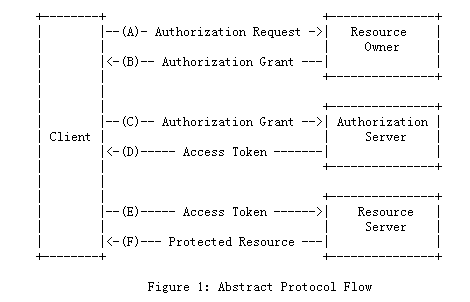 +--------+                               +---------------+
|        |--(A)- Authorization Request ->|   Resource    |
|        |                               |     Owner     |
|        |<-(B)-- Authorization Grant ---|               |
|        |                               +---------------+
|        |
|        |                               +---------------+
|        |--(C)-- Authorization Grant -->| Authorization |
| Client |                               |     Server    |
|        |<-(D)----- Access Token -------|               |
|        |                               +---------------+
|        |
|        |                               +---------------+
|        |--(E)----- Access Token ------>|    Resource   |
|        |                               |     Server    |
|        |<-(F)--- Protected Resource ---|               |
+--------+                               +---------------+
Figure 1: Abstract Protocol Flow